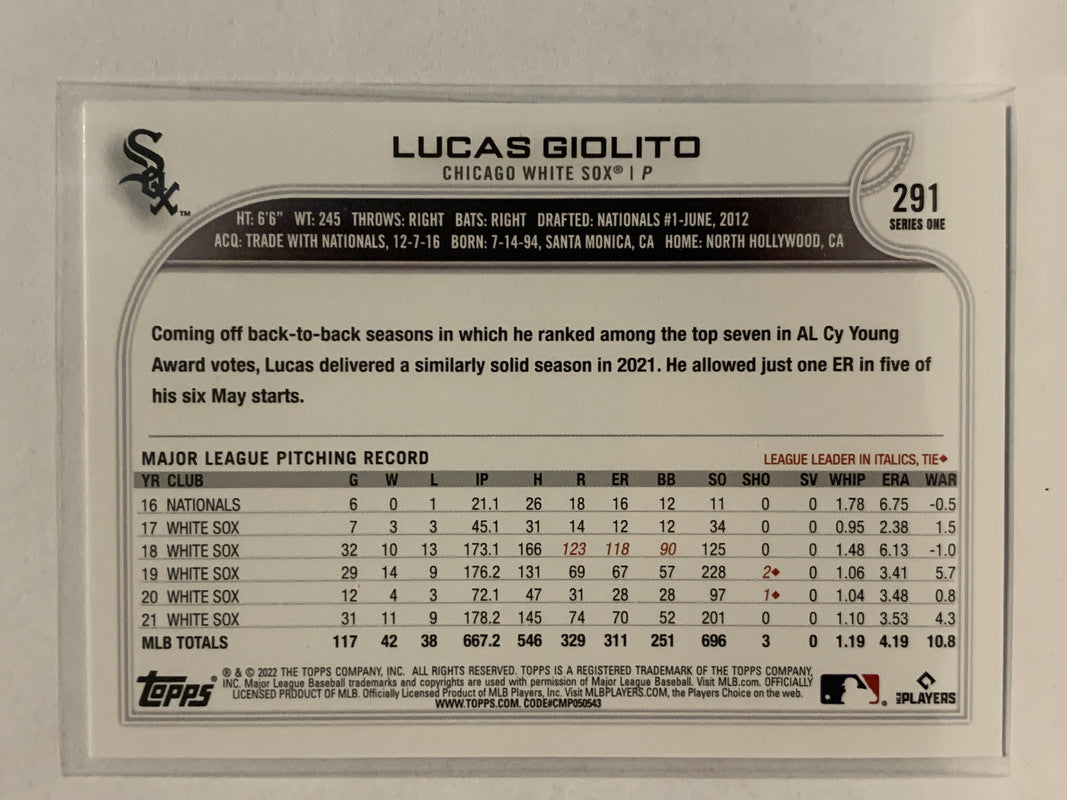 Sox™
LUCAS GIOLITO
CHICAGO WHITE SOX® | P
291
SERIES ONE
HT: 6'6" WT: 245 THROWS: RIGHT BATS: RIGHT DRAFTED: NATIONALS #1-JUNE, 2012
ACQ: TRADE WITH NATIONALS, 12-7-16 BORN: 7-14-94, SANTA MONICA, CA HOME: NORTH HOLLYWOOD, CA
Coming off back-to-back seasons in which he ranked among the top seven in AL Cy Young
Award votes, Lucas delivered a similarly solid season in 2021. He allowed just one ER in five of
his six May starts.
MAJOR LEAGUE PITCHING RECORD LEAGUE LEADER IN ITALICS, TIE◆
YR CLUB G W L IP H R ER BB SO SHO SV WHIP ERA WAR
16 NATIONALS 6 0 1 21.1 26 18 16 12 11 0 0 1.78 6.75 -0.5
17 WHITE SOX 7 3 3 45.1 31 14 12 12 34 0 0 0.95 2.38 1.5
18 WHITE SOX 32 10 13 173.1 166 123 118 90 125 0 0 1.48 6.13 -1.0
19 WHITE SOX 29 14 9 176.2 131 69 67 57 228 2◆ 0 1.06 3.41 5.7
20 WHITE SOX 12 4 3 72.1 47 31 28 28 97 1◆ 0 1.04 3.48 0.8
21 WHITE SOX 31 11 9 178.2 145 74 70 52 201 0 0 1.10 3.53 4.3
MLB TOTALS 117 42 38 667.2 546 329 311 251 696 3 0 1.19 4.19 10.8
Topps®
® & © 2022 THE TOPPS COMPANY, INC. ALL RIGHTS RESERVED. TOPPS IS A REGISTERED TRADEMARK OF THE TOPPS COMPANY,
INC. Major League Baseball trademarks and copyrights are used with permission of Major League Baseball. Visit MLB.com. OFFICIALLY
LICENSED PRODUCT OF MLB. Officially Licensed Product of MLB Players, Inc. Visit MLBPLAYERS.COM, the Players Choice on the web.
WWW.TOPPS.COM. CODE#CMP050543
®
MLB PLAYERS